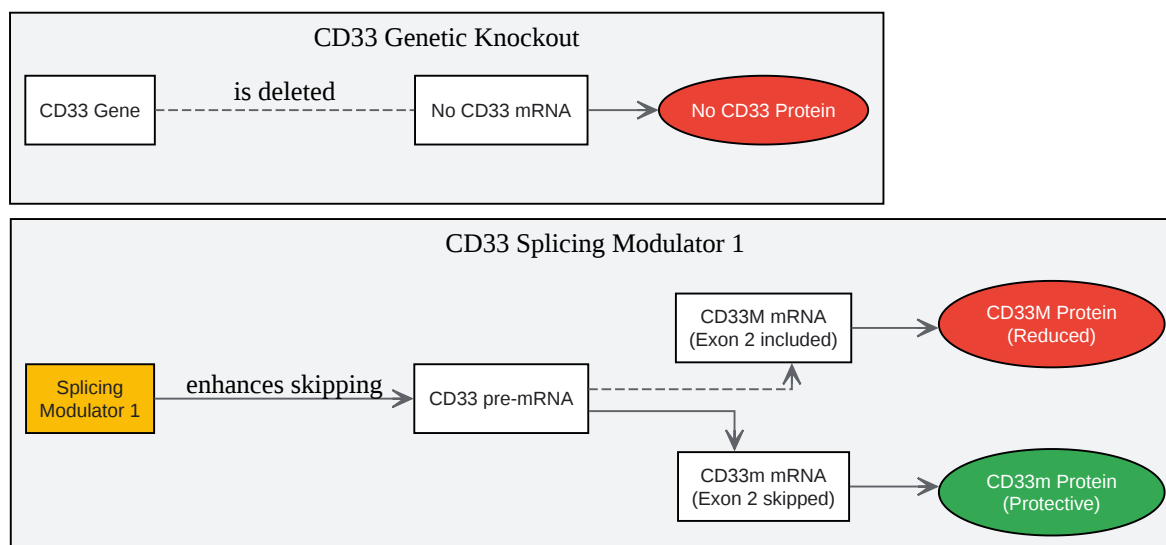 CD33 Genetic Knockout
CD33 Gene
is deleted
No CD33 mRNA
No CD33 Protein
CD33 Splicing Modulator 1
Splicing
Modulator 1
enhances skipping
CD33 pre-mRNA
CD33M mRNA
(Exon 2 included)
CD33M Protein
(Reduced)
CD33m mRNA
(Exon 2 skipped)
CD33m Protein
(Protective)